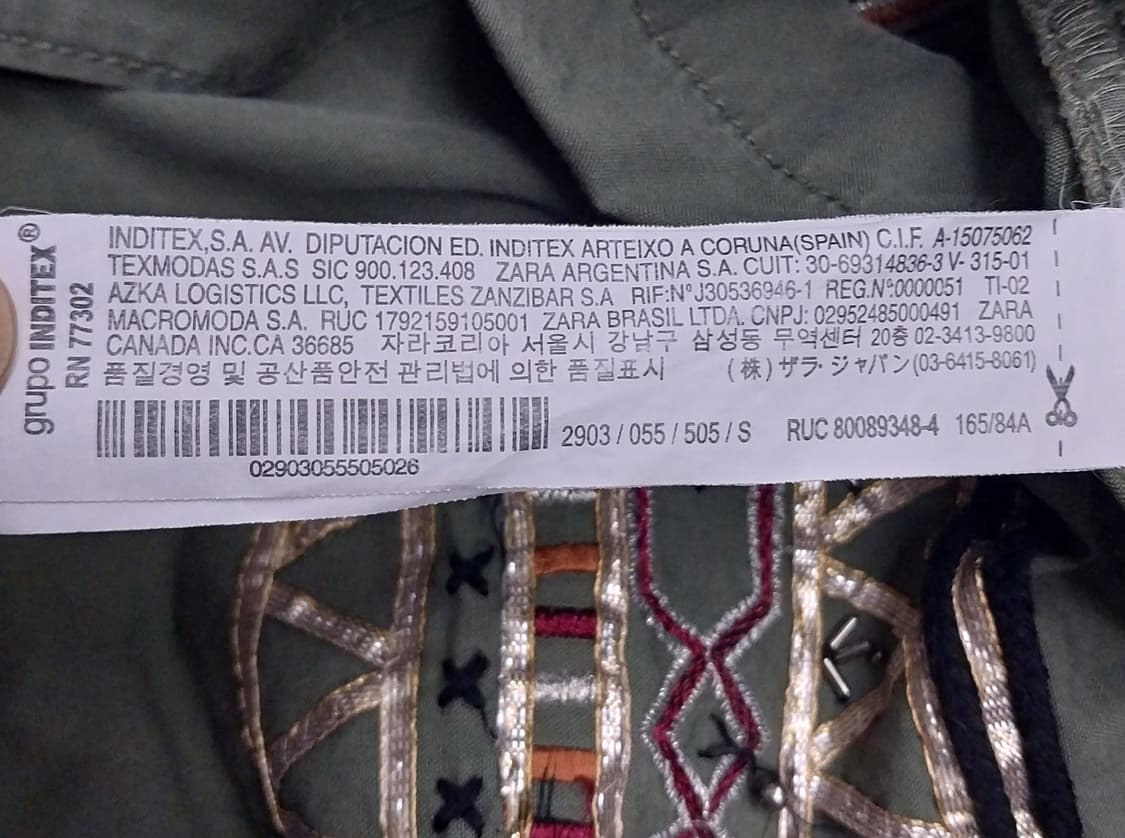 grupo INDITEX®
RN 77302
INDITEX,S.A. AV. DIPUTACION ED. INDITEX ARTEIXO A CORUNA(SPAIN) C.I.F. A-15075062
TEXMODAS S.A.S SIC 900.123.408 ZARA ARGENTINA S.A. CUIT: 30-69314836-3 V- 315-01
AZKA LOGISTICS LLC, TEXTILES ZANZIBAR S.A RIF:NºJ30536946-1 REG.Nº:0000051 TI-02
MACROMODA S.A. RUC 1792159105001 ZARA BRASIL LTDA. CNPJ: 02952485000491 ZARA
CANADA INC.CA 36685 자라코리아 서울시 강남구 삼성동 무역센터 20층 02-3413-9800
품질경영 및 공산품안전 관리법에 의한 품질표시 (株) ザラ・ジャパン(03-6415-8061)
2903 / 055 / 505 / S RUC 80089348-4 165/84A
02903055505026